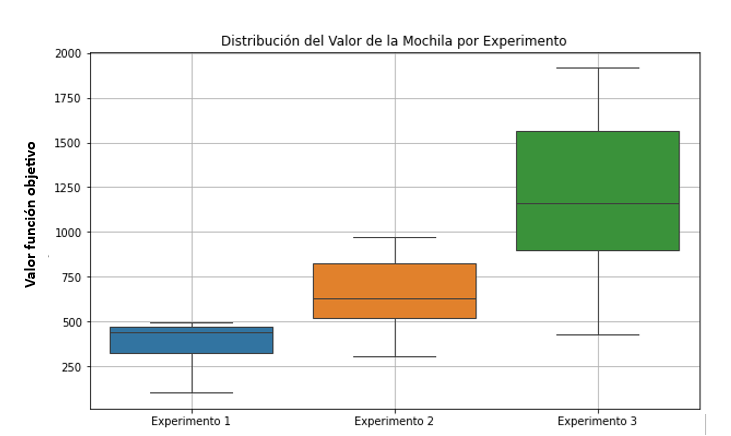 Distribución del Valor de la Mochila por Experimento
Valor función objetivo
2000
1750
1500
1250
1000
750
500
250
Experimento 1
Experimento 2
Experimento 3